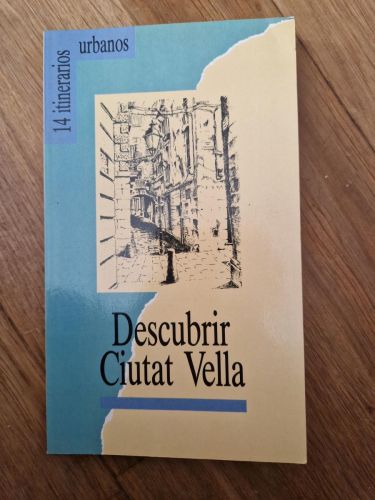 14 itinerarios
urbanos
Descubrir
Ciutat Vella